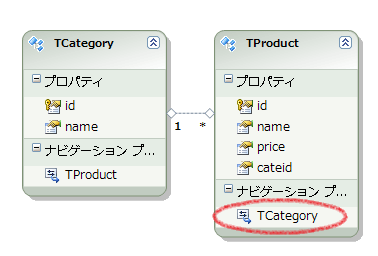 TCategory
プロパティ
id
name
ナビゲーション プ...
TProduct
1
*
TProduct
プロパティ
id
name
price
cateid
ナビゲーション プ...
TCategory